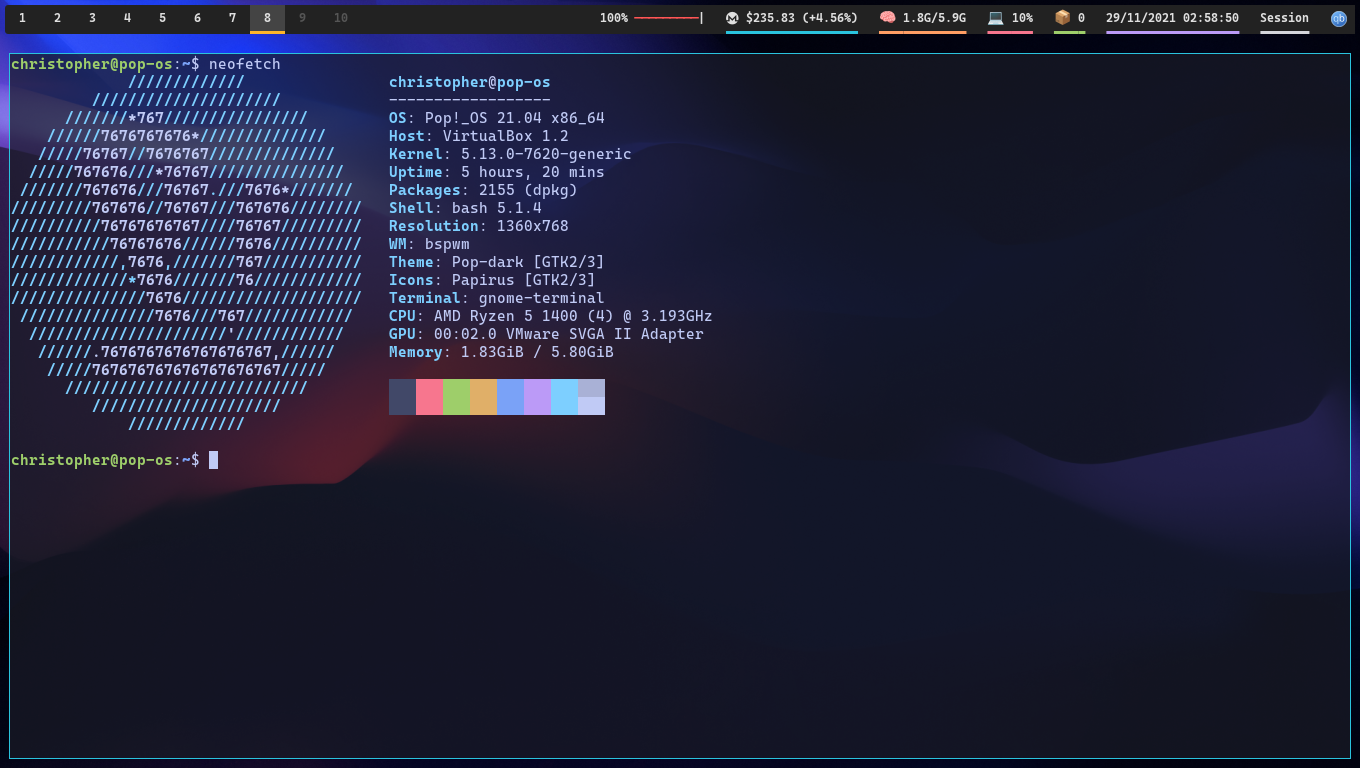 1 2 3 4 5 6 7 8 9 10 100% ──────────| $235.83 (+4.56%) 🧠 1.8G/5.9G 💻 10% 📦 0 29/11/2021 02:58:50 Session qb
christopher@pop-os:~$ neofetch
             /////////////                christopher@pop-os
         /////////////////////            ------------------
      ///////*767////////////////         OS: Pop!_OS 21.04 x86_64
    //////7676767676*//////////////       Host: VirtualBox 1.2
   /////76767//7676767//////////////      Kernel: 5.13.0-7620-generic
  /////767676///*76767///////////////     Uptime: 5 hours, 20 mins
 ///////767676///76767.///7676*///////    Packages: 2155 (dpkg)
/////////767676//76767///767676////////   Shell: bash 5.1.4
//////////76767676767////76767/////////   Resolution: 1360x768
///////////76767676//////7676//////////   WM: bspwm
////////////,7676,///////767///////////   Theme: Pop-dark [GTK2/3]
/////////////*7676///////76////////////   Icons: Papirus [GTK2/3]
///////////////7676////////////////////   Terminal: gnome-terminal
 ///////////////7676///767////////////    CPU: AMD Ryzen 5 1400 (4) @ 3.193GHz
  //////////////////////'////////////     GPU: 00:02.0 VMware SVGA II Adapter
   //////.7676767676767676767,//////      Memory: 1.83GiB / 5.80GiB
    /////767676767676767676767/////
      ///////////////////////////
         /////////////////////
             /////////////
christopher@pop-os:~$